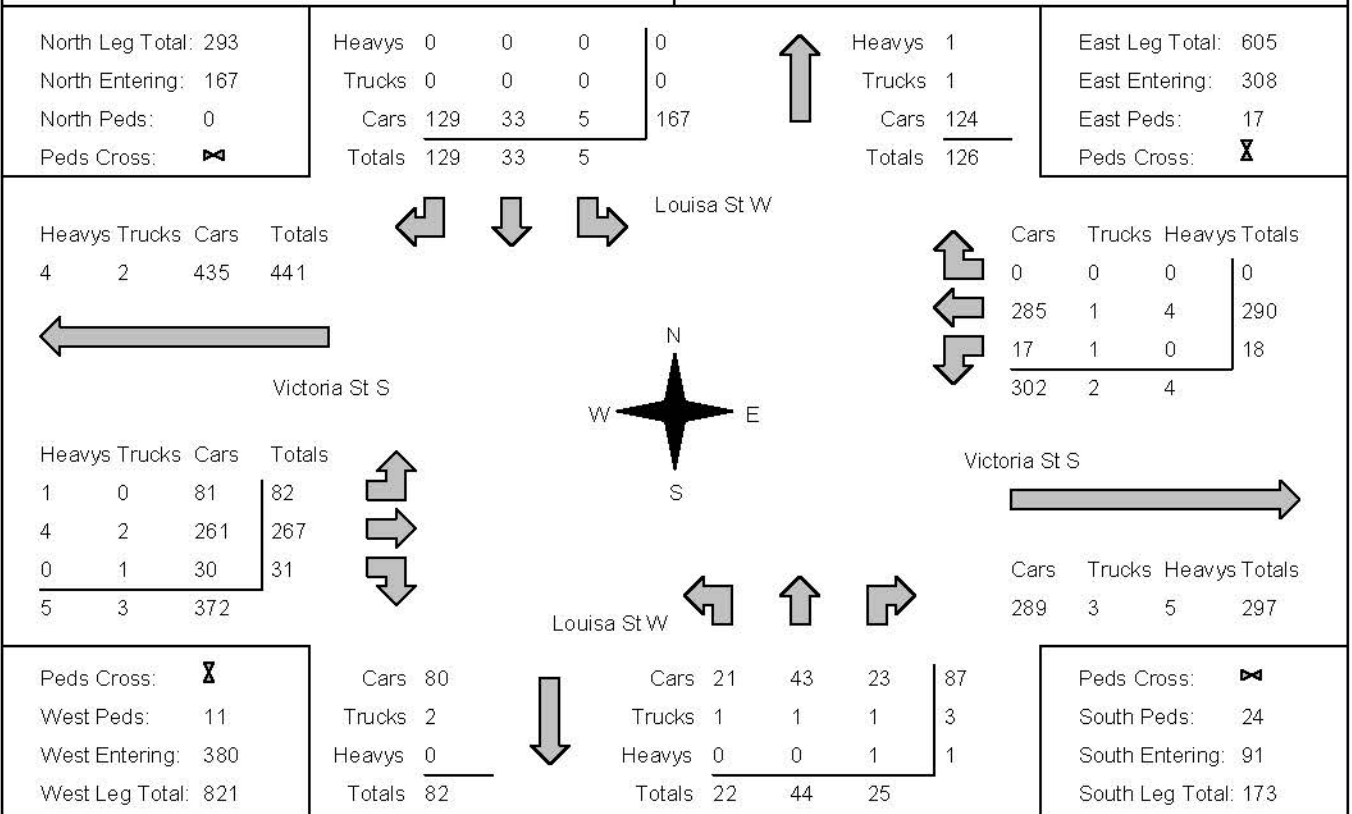 North Leg Total: 293
North Entering: 167
North Peds: 0
Peds Cross:
Heavys 0 0 0 0
Trucks 0 0 0 0
Cars 129 33 5 167
Totals 129 33 5
Heavys 1
Trucks 1
Cars 124
Totals 126
East Leg Total: 605
East Entering: 308
East Peds: 17
Peds Cross:
Louisa St W
Heavys Trucks Cars Totals
4 2 435 441
Cars Trucks Heavys Totals
0 0 0 0
285 1 4 290
17 1 0 18
302 2 4
Victoria St S
N
W E
S
Heavys Trucks Cars Totals
1 0 81 82
4 2 261 267
0 1 30 31
5 3 372
Victoria St S
Cars Trucks Heavys Totals
289 3 5 297
Louisa St W
Peds Cross:
West Peds: 11
West Entering: 380
West Leg Total: 821
Cars 80
Trucks 2
Heavys 0
Totals 82
Cars 21 43 23 87
Trucks 1 1 1 3
Heavys 0 0 1 1
Totals 22 44 25
Peds Cross:
South Peds: 24
South Entering: 91
South Leg Total: 173